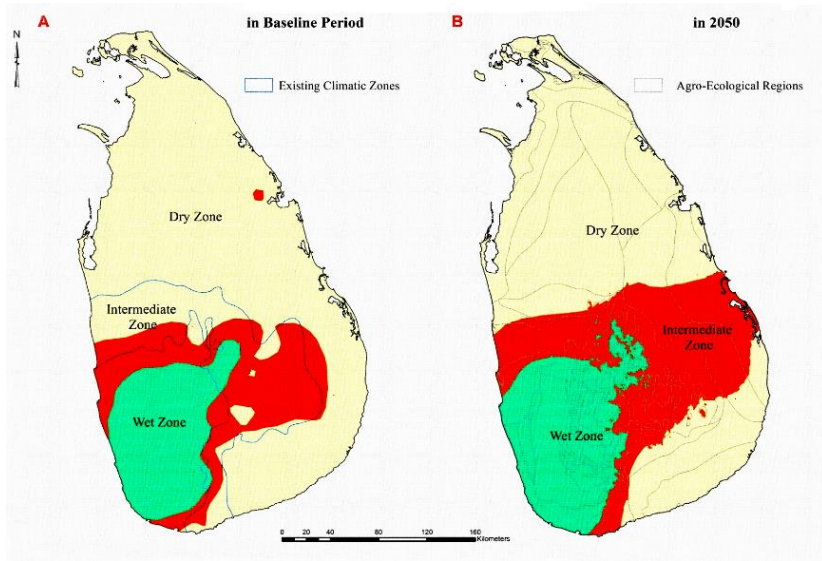 A
in Baseline Period
B
in 2050
N
Existing Climatic Zones
Agro-Ecological Regions
Dry Zone
Dry Zone
Intermediate
Zone
Intermediate
Zone
Wet Zone
Wet Zone
0 20 40 80 120 160
Kilometers